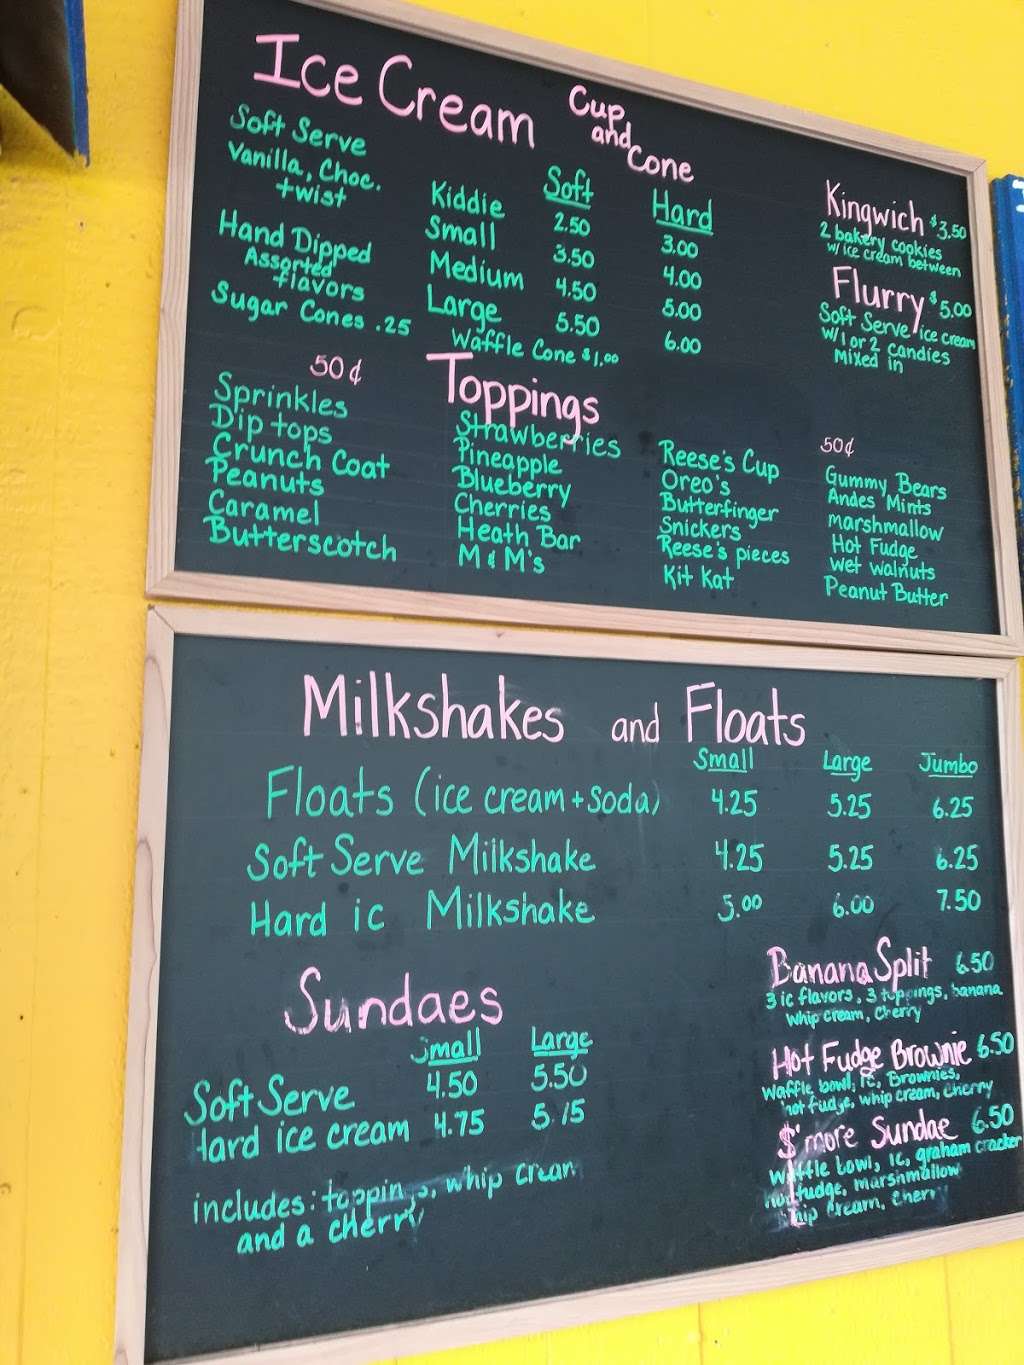 Ice Cream Cup and Cone
Soft Serve
Vanilla, Choc.
twist
Hand Dipped
Assorted
flavors
Sugar Cones .25
Soft Hard
Kiddie 2.50 3.00
Small 3.50 4.00
Medium 4.50 5.00
Large 5.50 6.00
Waffle Cone $1.00
Kingwich $3.50
2 bakery cookies
w/ice cream between
Flurry $5.00
Soft Serve ice cream
w/1 or 2 candies
Mixed in
Toppings
50¢
Sprinkles
Dip tops
Crunch Coat
Peanuts
Caramel
Butterscotch
Strawberries
Pineapple
Blueberry
Cherries
Heath Bar
M & M's
Reese's Cup
Oreo's
Butterfinger
Snickers
Reese's pieces
Kit Kat
50¢
Gummy Bears
Andes Mints
Marshmallow
Hot Fudge
Wet Walnuts
Peanut Butter
Milkshakes and Floats
Small Large Jumbo
Floats (ice cream + soda) 4.25 5.25 6.25
Soft Serve Milkshake 4.25 5.25 6.25
Hard ic Milkshake 5.00 6.00 7.50
Sundaes
Small Large
Soft Serve 4.50 5.50
Hard ice cream 4.75 5.75
includes: toppings, whip cream
and a cherry
Banana Split 6.50
3 ic flavors, 3 toppings, banana
whip cream, cherry
Hot Fudge Brownie 6.50
Waffle bowl, ic, Brownies,
hot fudge, whip cream, cherry
S'more Sundae 6.50
Waffle bowl, ic, graham cracker
hot fudge, marshmallow
whip cream, cherry